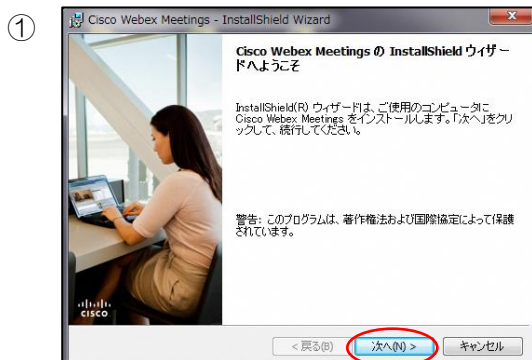 ①
Cisco Webex Meetings - InstallShield Wizard
Cisco Webex Meetings の InstallShield ウィザー
ドへようこそ
InstallShield(R) ウィザードは、ご使用のコンピュータに
Cisco Webex Meetings をインストールします。「次へ」をクリ
ックして、続行してください。
警告: このプログラムは、著作権法および国際協定によって保護
されています。
CISCO
< 戻る(B)
次へ(N) >
キャンセル